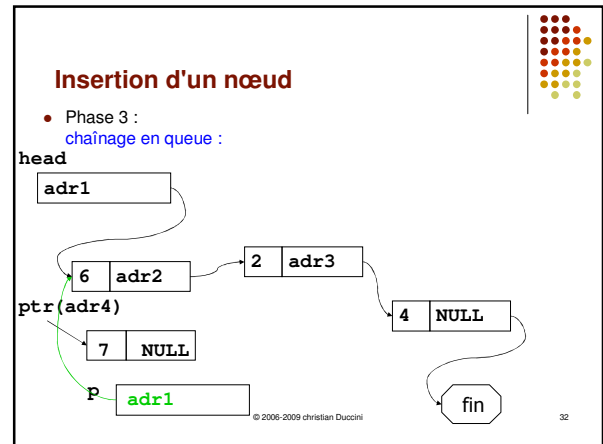 Insertion d'un nœud
● Phase 3 :
chaînage en queue :
head
adr1
6 adr2
2 adr3
ptr(adr4)
4 NULL
7 NULL
p
adr1
fin
© 2006-2009 christian Duccini
32